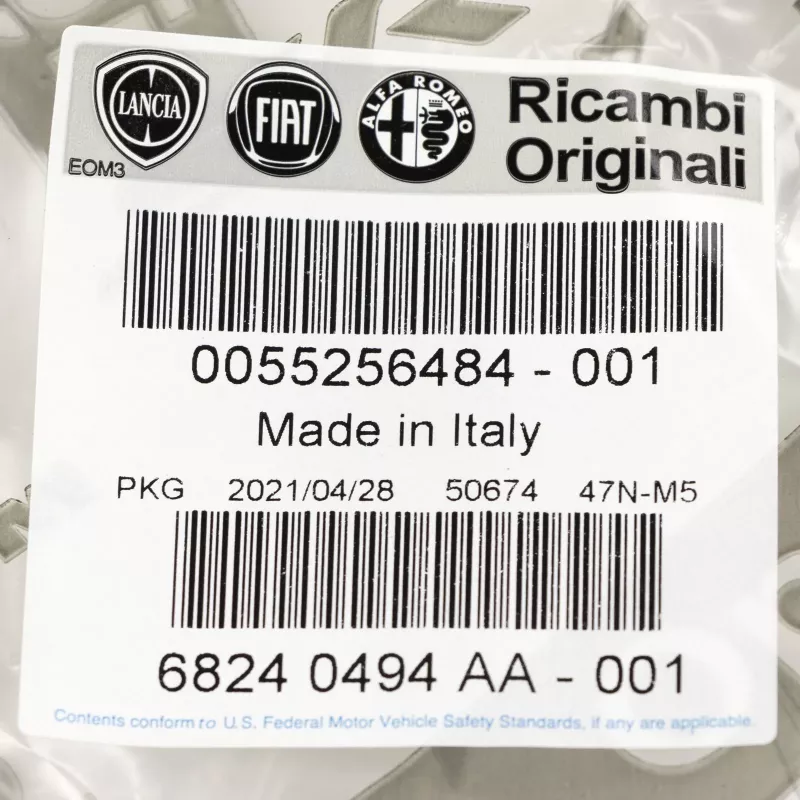 LANCIA
FIAT
ALFA ROMEO
Ricambi
Originali
EOM3
0055256484 - 001
Made in Italy
PKG 2021/04/28 50674 47N-M5
6824 0494 AA - 001
Contents conform to U.S. Federal Motor Vehicle Safety Standards, if any are applicable.